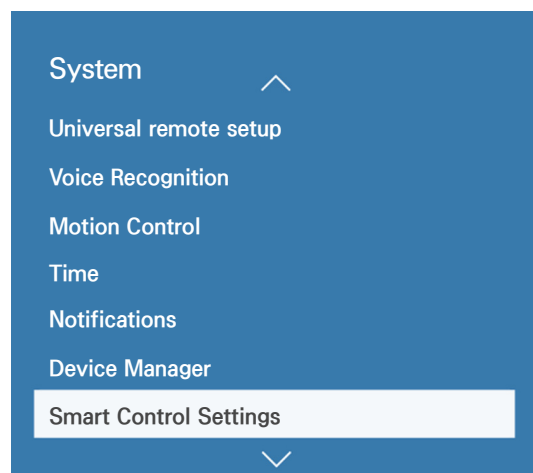 System
Universal remote setup
Voice Recognition
Motion Control
Time
Notifications
Device Manager
Smart Control Settings